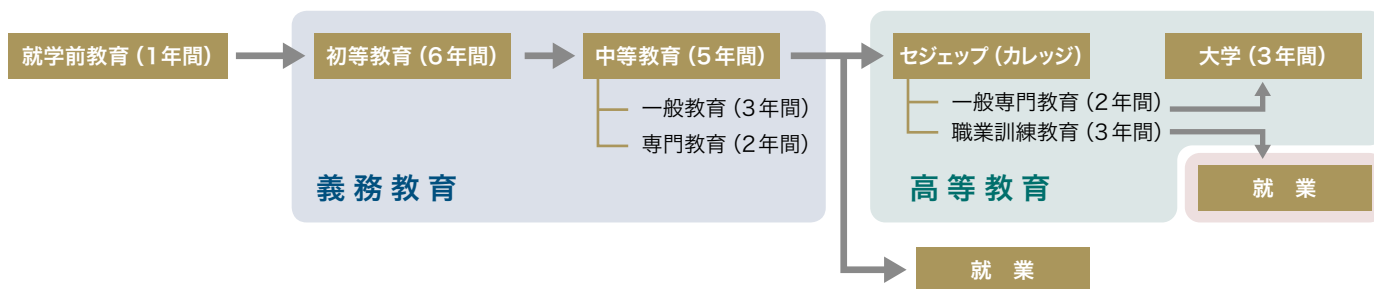 就学前教育（1年間）
初等教育（6年間）
中等教育（5年間）
一般教育（3年間）
専門教育（2年間）
義務教育
セジェップ（カレッジ）
大学（3年間）
一般専門教育（2年間）
職業訓練教育（3年間）
高等教育
就　業
就　業